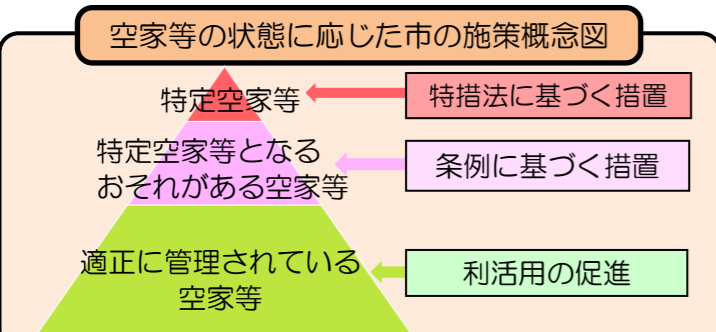 空家等の状態に応じた市の施策概念図
特定空家等
特措法に基づく措置
特定空家等となる
おそれがある空家等
条例に基づく措置
適正に管理されている
空家等
利活用の促進